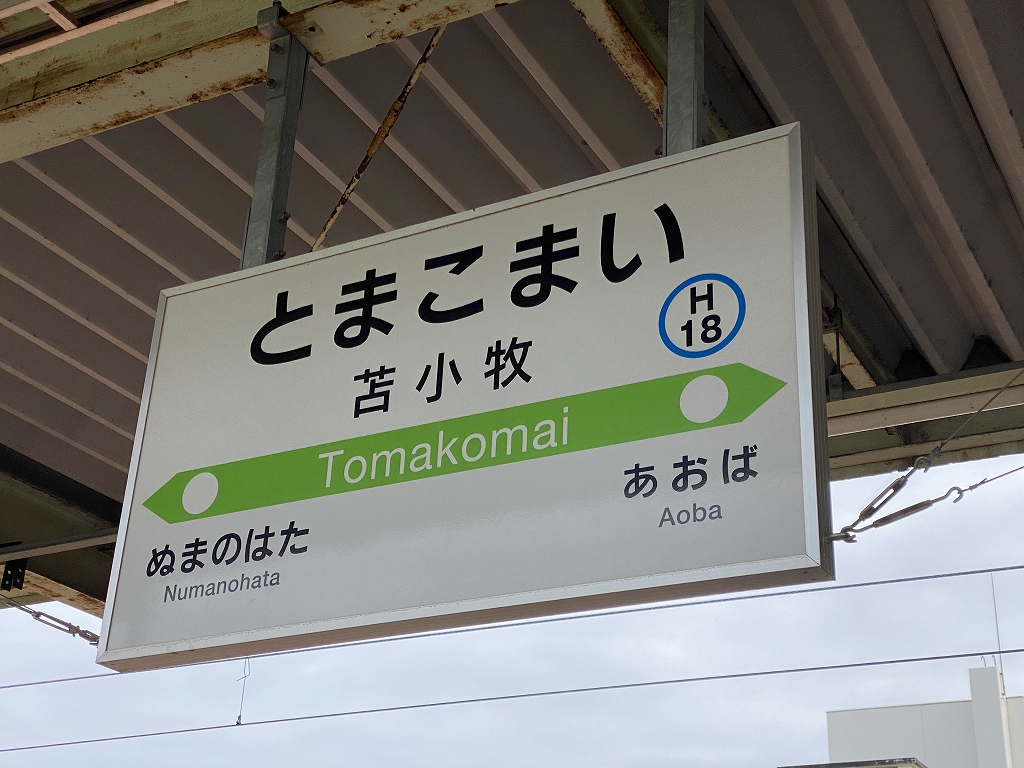 とまこまい
H
18
苫小牧
Tomakomai
ぬまのはた
Numanohata
あおば
Aoba